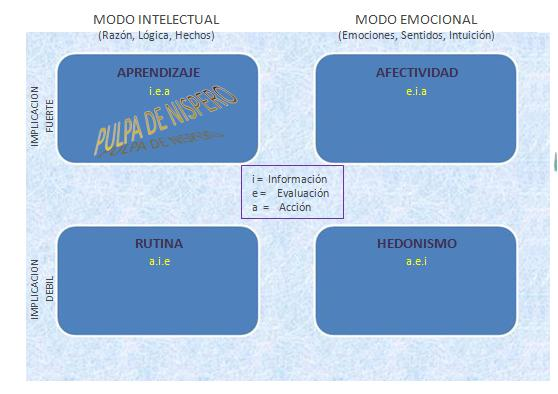 MODO INTELECTUAL
(Razón, Lógica, Hechos)
MODO EMOCIONAL
(Emociones, Sentidos, Intuición)
IMPLICACION
FUERTE
APRENDIZAJE
i.e.a
PULPA DE NISPERO
AFECTIVIDAD
e.i.a
i = Información
e = Evaluación
a = Acción
IMPLICACION
DEBIL
RUTINA
a.i.e
HEDONISMO
a.e.i